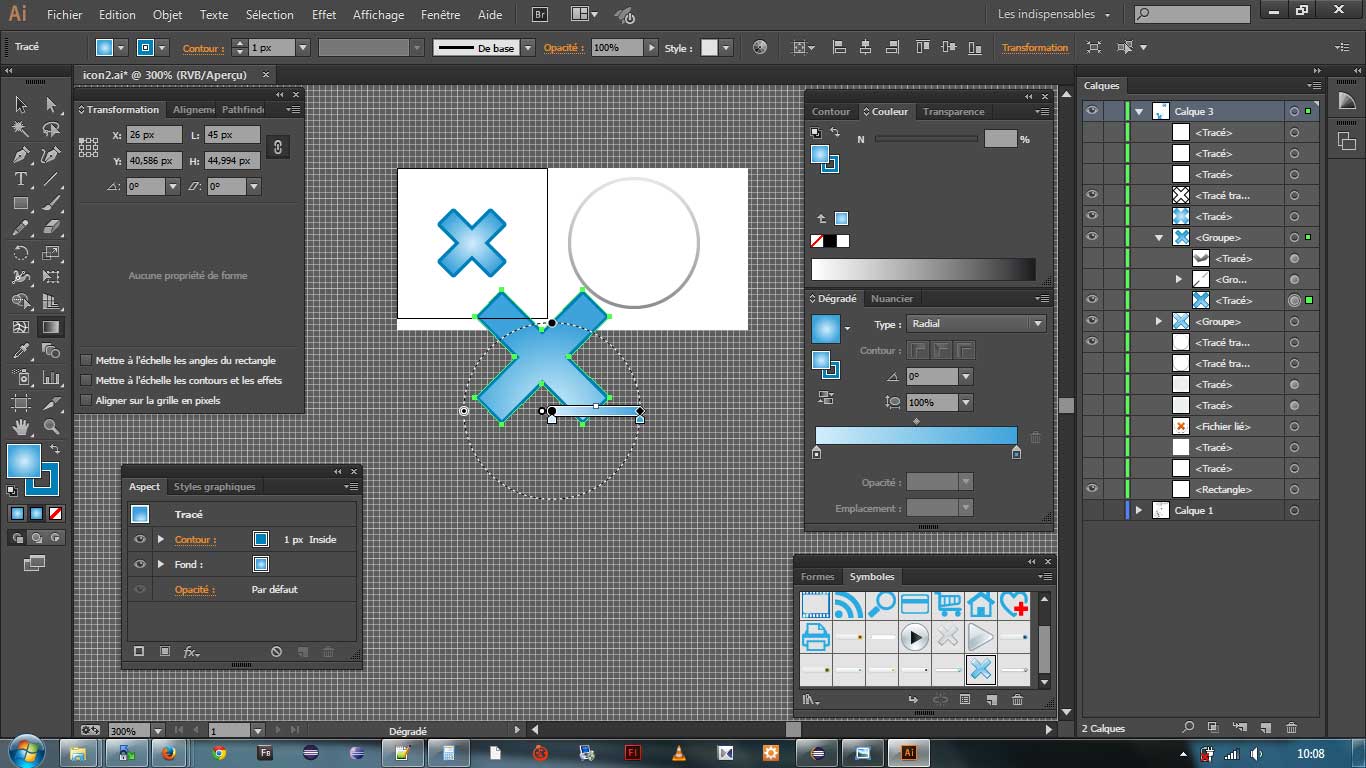 Ai Fichier Edition Objet Texte Sélection Effet Affichage Fenêtre Aide Br Les indispensables
Tracé Contour : 1 px De base Opacité : 100% Style : Transformation
icon2.ai* @ 300% (RVB/Aperçu) ×
Transformation Aligneme Pathfinde
X: 26 px L: 45 px
Y: 40,586 px H: 44,994 px
0° 0°
Aucune propriété de forme
Mettre à l'échelle les angles du rectangle
Mettre à l'échelle les contours et les effets
Aligner sur la grille en pixels
Aspect Styles graphiques
Tracé
Contour : 1 px Inside
Fond :
Opacité : Par défaut
fx
Contour Couleur Transparence
N %
Dégradé Nuancier
Type : Radial
Contour :
0°
100%
Opacité :
Emplacement :
Formes Symboles
Calques
Calque 3
<Tracé>
<Tracé>
<Tracé>
<Tracé tra...
<Tracé>
<Groupe>
<Tracé>
<Gro...
<Tracé>
<Groupe>
<Tracé tra...
<Tracé tra...
<Tracé>
<Tracé>
<Fichier lié>
<Tracé>
<Tracé>
<Rectangle>
Calque 1
2 Calques
300% 1 Dégradé
Fb Fl Ai 10:08